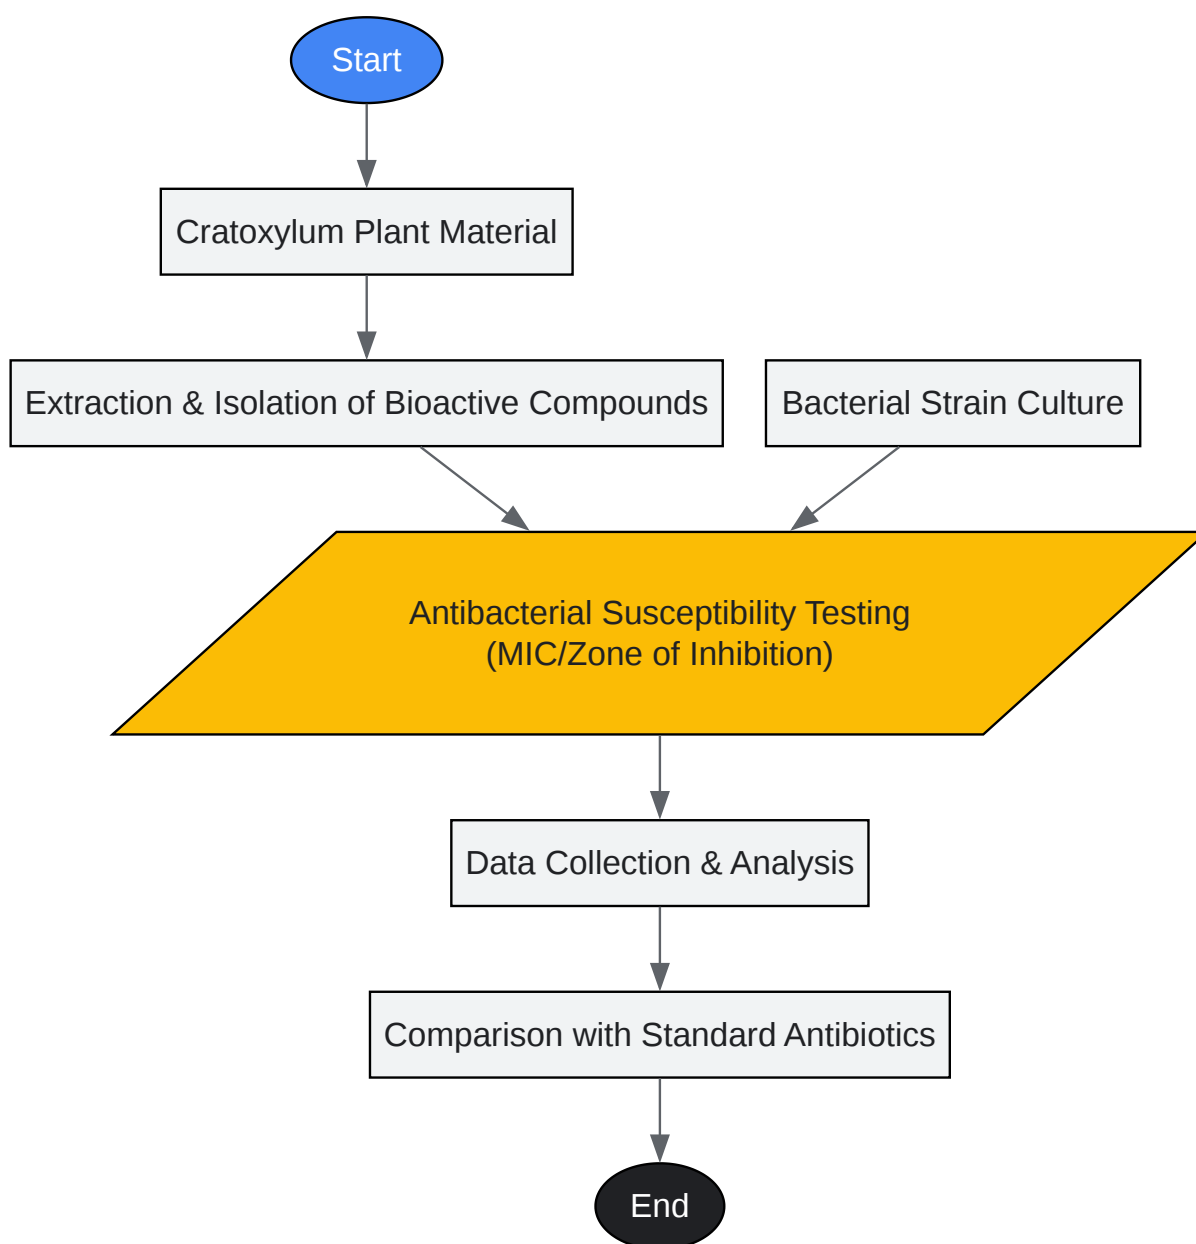 Start
Cratoxylum Plant Material
Extraction & Isolation of Bioactive Compounds
Bacterial Strain Culture
Antibacterial Susceptibility Testing
(MIC/Zone of Inhibition)
Data Collection & Analysis
Comparison with Standard Antibiotics
End